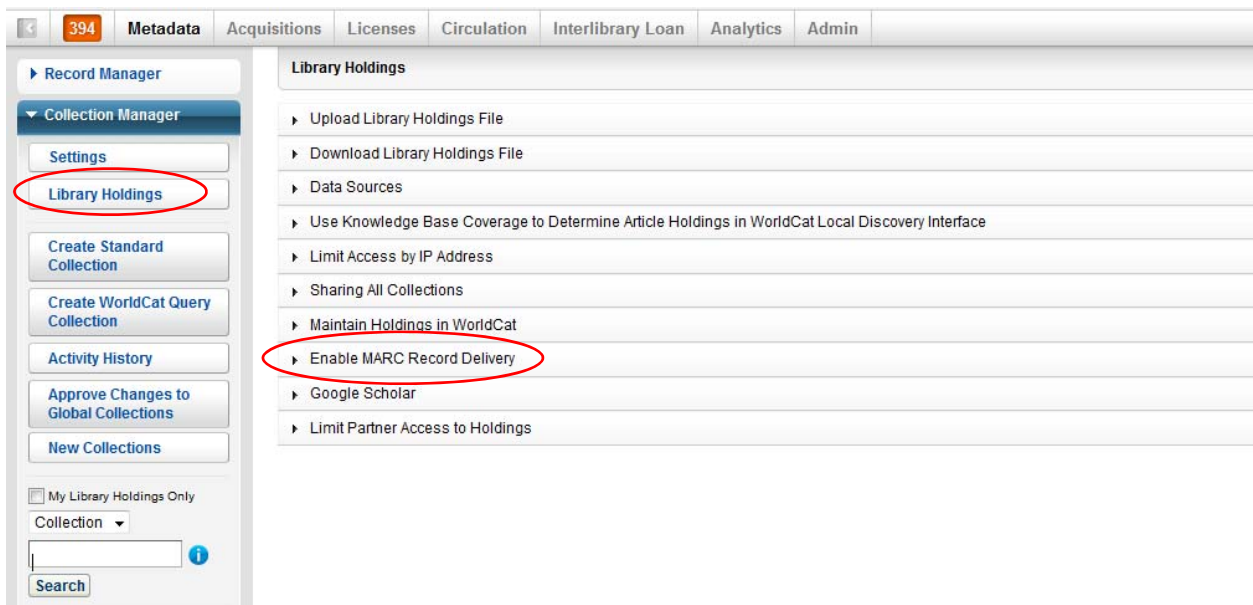 394 Metadata Acquisitions Licenses Circulation Interlibrary Loan Analytics Admin
Record Manager
Collection Manager
Settings
Library Holdings
Create Standard
Collection
Create WorldCat Query
Collection
Activity History
Approve Changes to
Global Collections
New Collections
My Library Holdings Only
Collection
Search
Library Holdings
Upload Library Holdings File
Download Library Holdings File
Data Sources
Use Knowledge Base Coverage to Determine Article Holdings in WorldCat Local Discovery Interface
Limit Access by IP Address
Sharing All Collections
Maintain Holdings in WorldCat
Enable MARC Record Delivery
Google Scholar
Limit Partner Access to Holdings